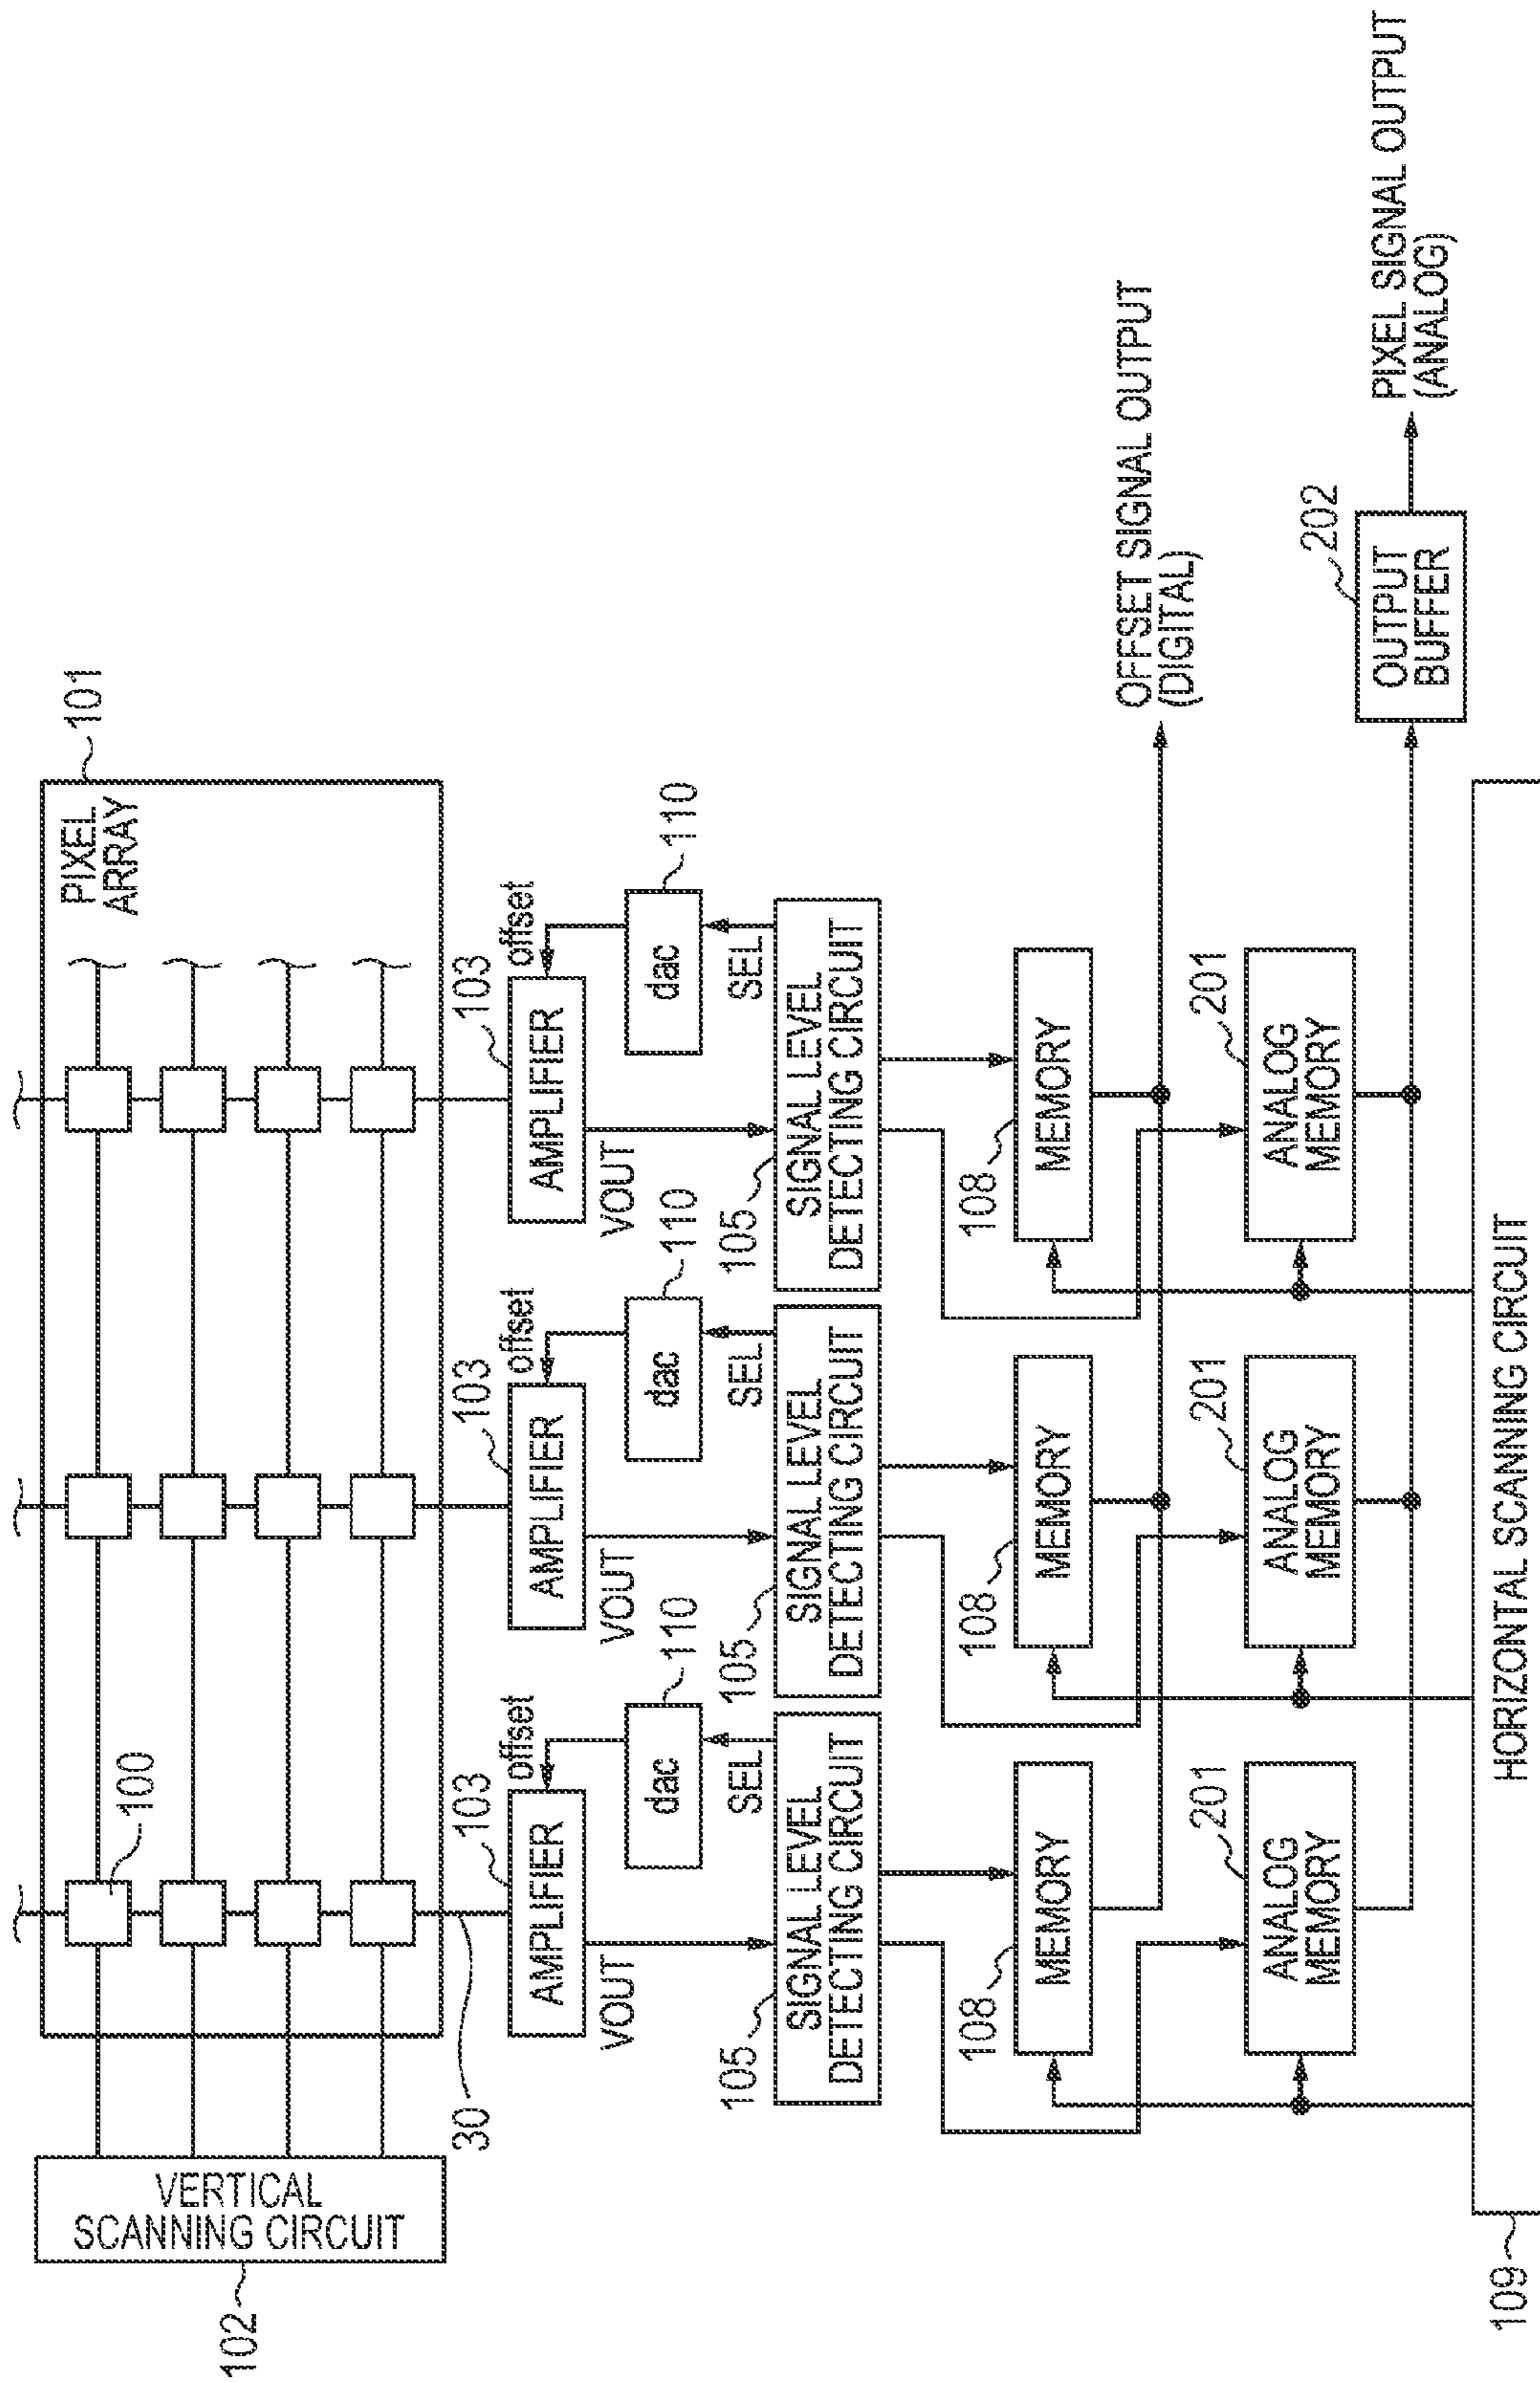 PIXEL
ARRAY
101
VERTICAL
SCANNING CIRCUIT
102
100
30
103
103
103
AMPLIFIER
AMPLIFIER
AMPLIFIER
offset
offset
offset
VOUT
VOUT
VOUT
110
110
110
dac
dac
dac
SEL
SEL
SEL
105
105
105
SIGNAL LEVEL
DETECTING CIRCUIT
SIGNAL LEVEL
DETECTING CIRCUIT
SIGNAL LEVEL
DETECTING CIRCUIT
108
108
108
MEMORY
MEMORY
MEMORY
OFFSET SIGNAL OUTPUT
(DIGITAL)
201
201
201
ANALOG
MEMORY
ANALOG
MEMORY
ANALOG
MEMORY
202
OUTPUT
BUFFER
PIXEL SIGNAL OUTPUT
(ANALOG)
HORIZONTAL SCANNING CIRCUIT
109